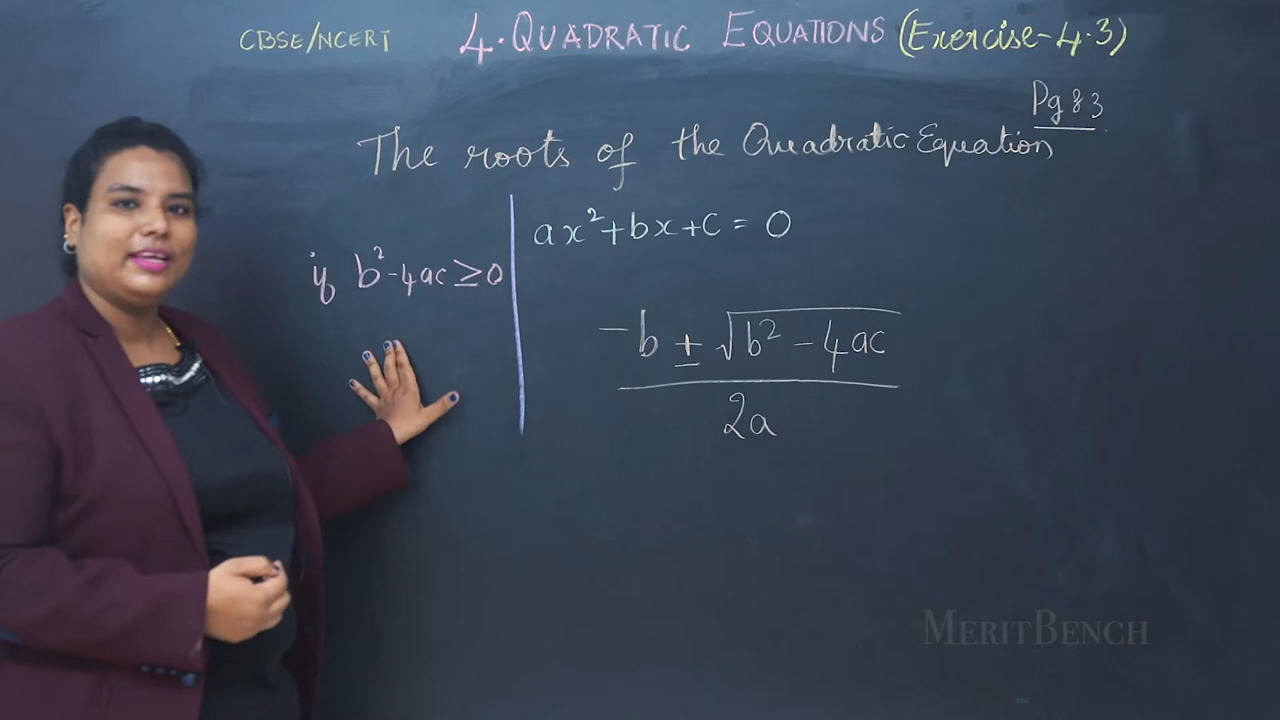 CBSE/NCERT 4. QUADRATIC EQUATIONS (Exercise-4.3)
Pg 83
The roots of the Quadratic Equation
ax²+bx+c = 0
if b²-4ac ≥ 0
-b ± √b² - 4ac
2a
MERITBENCH